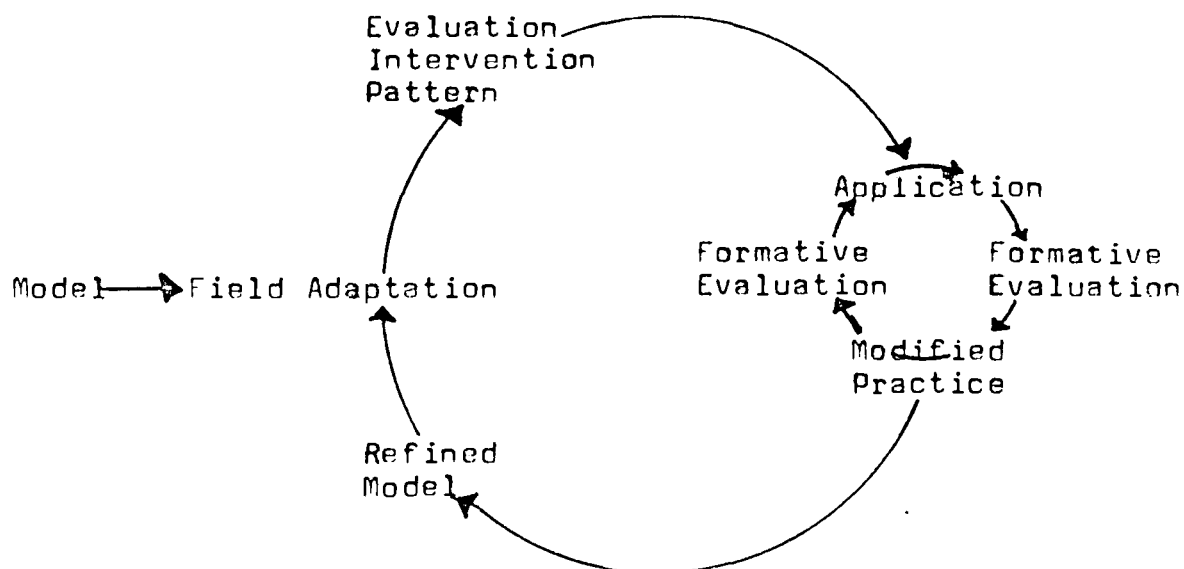 Evaluation
Intervention
Pattern
Application
Formative
Evaluation
Formative
Evaluation
Model
Field Adaptation
Modified
Practice
Refined
Model